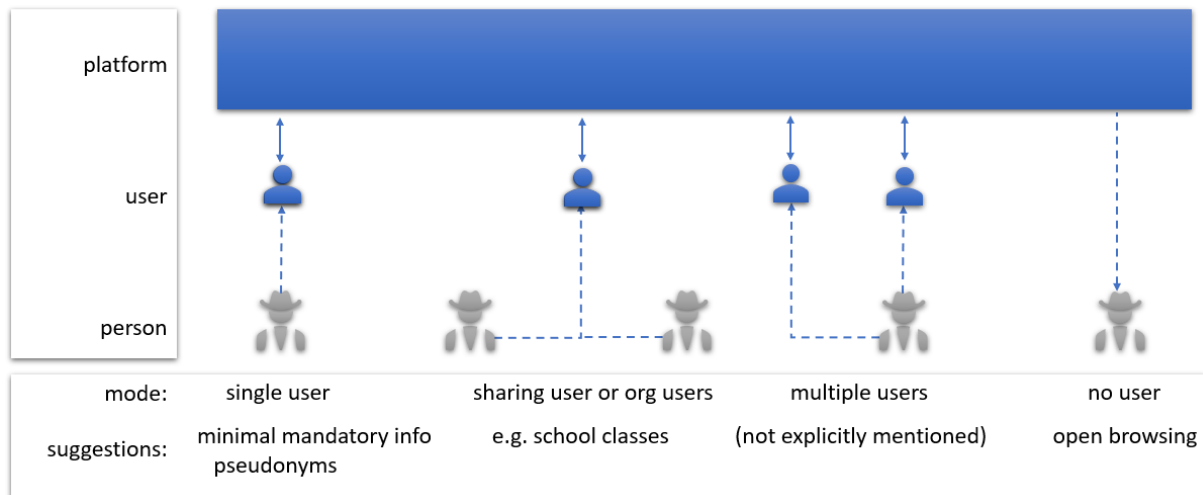 platform
user
person
mode: single user sharing user or org users multiple users no user
suggestions: minimal mandatory info e.g. school classes (not explicitly mentioned) open browsing
pseudonyms